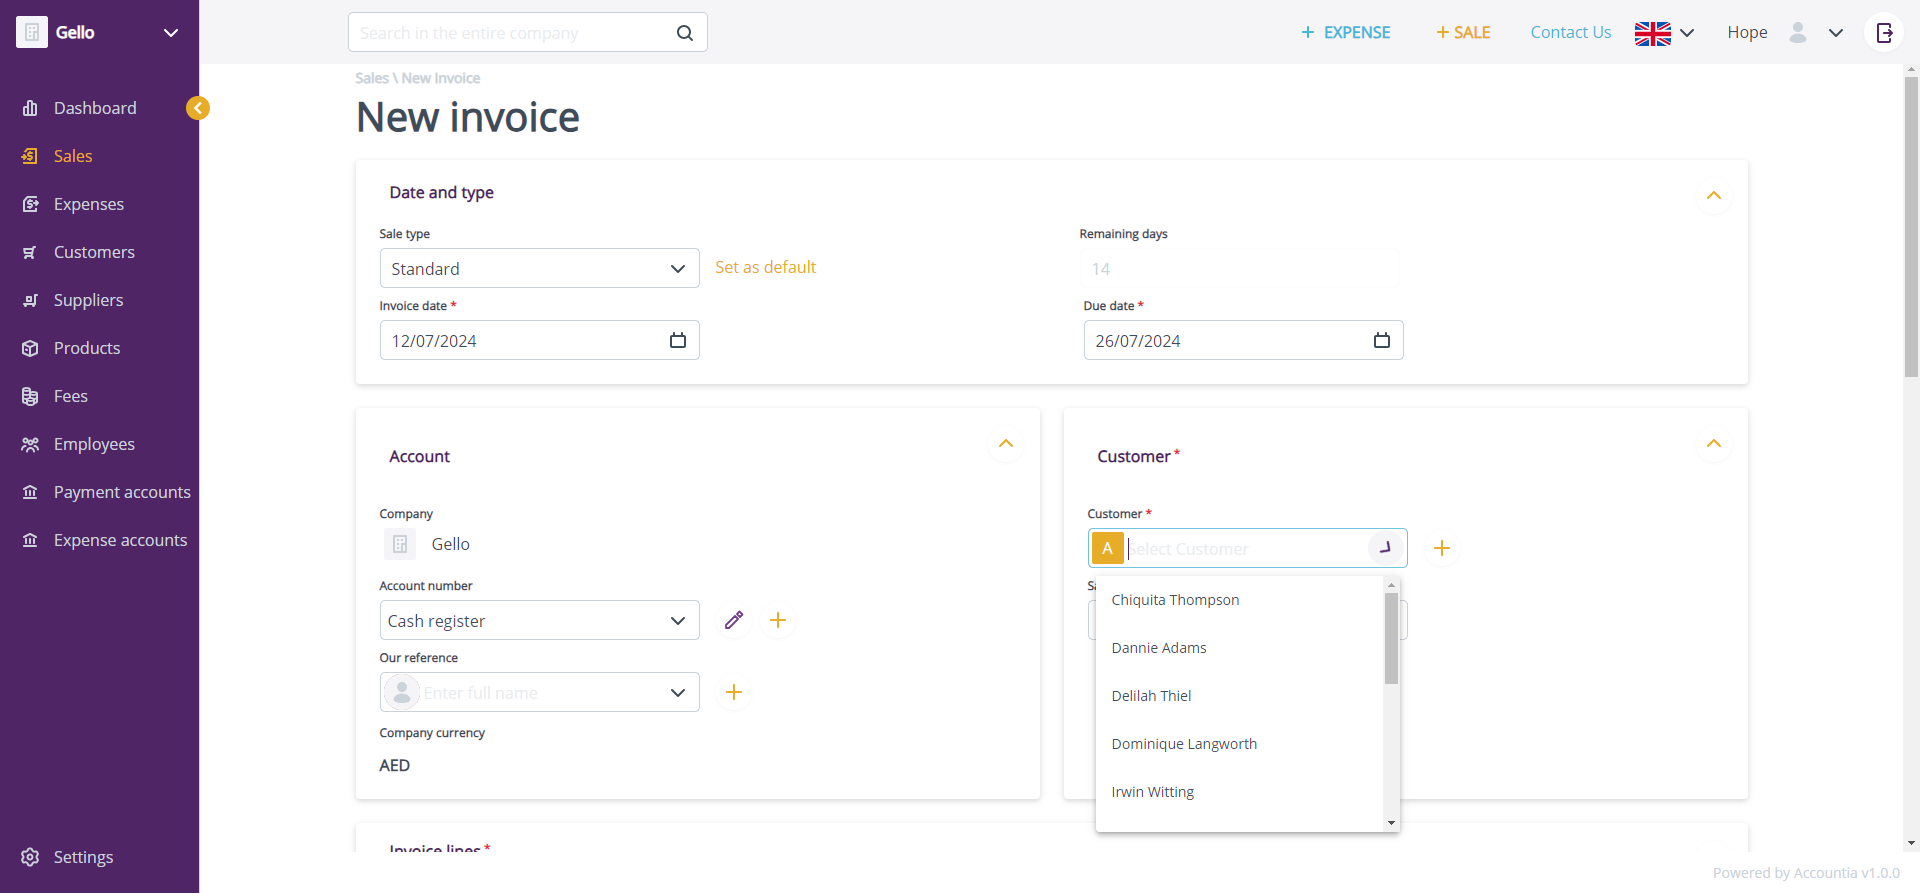 Gello
Search in the entire company
+ EXPENSE
+ SALE
Contact Us
Hope
Dashboard
Sales
Expenses
Customers
Suppliers
Products
Fees
Employees
Payment accounts
Expense accounts
Settings
Sales \ New Invoice
New invoice
Date and type
Sale type
Standard
Set as default
Remaining days
14
Invoice date *
12/07/2024
Due date *
26/07/2024
Account
Company
Gello
Account number
Cash register
Our reference
Enter full name
Company currency
AED
Customer *
Customer *
A
Select Customer
Chiquita Thompson
Dannie Adams
Delilah Thiel
Dominique Langworth
Irwin Witting
Invoice lines *
Powered by Accountia v1.0.0